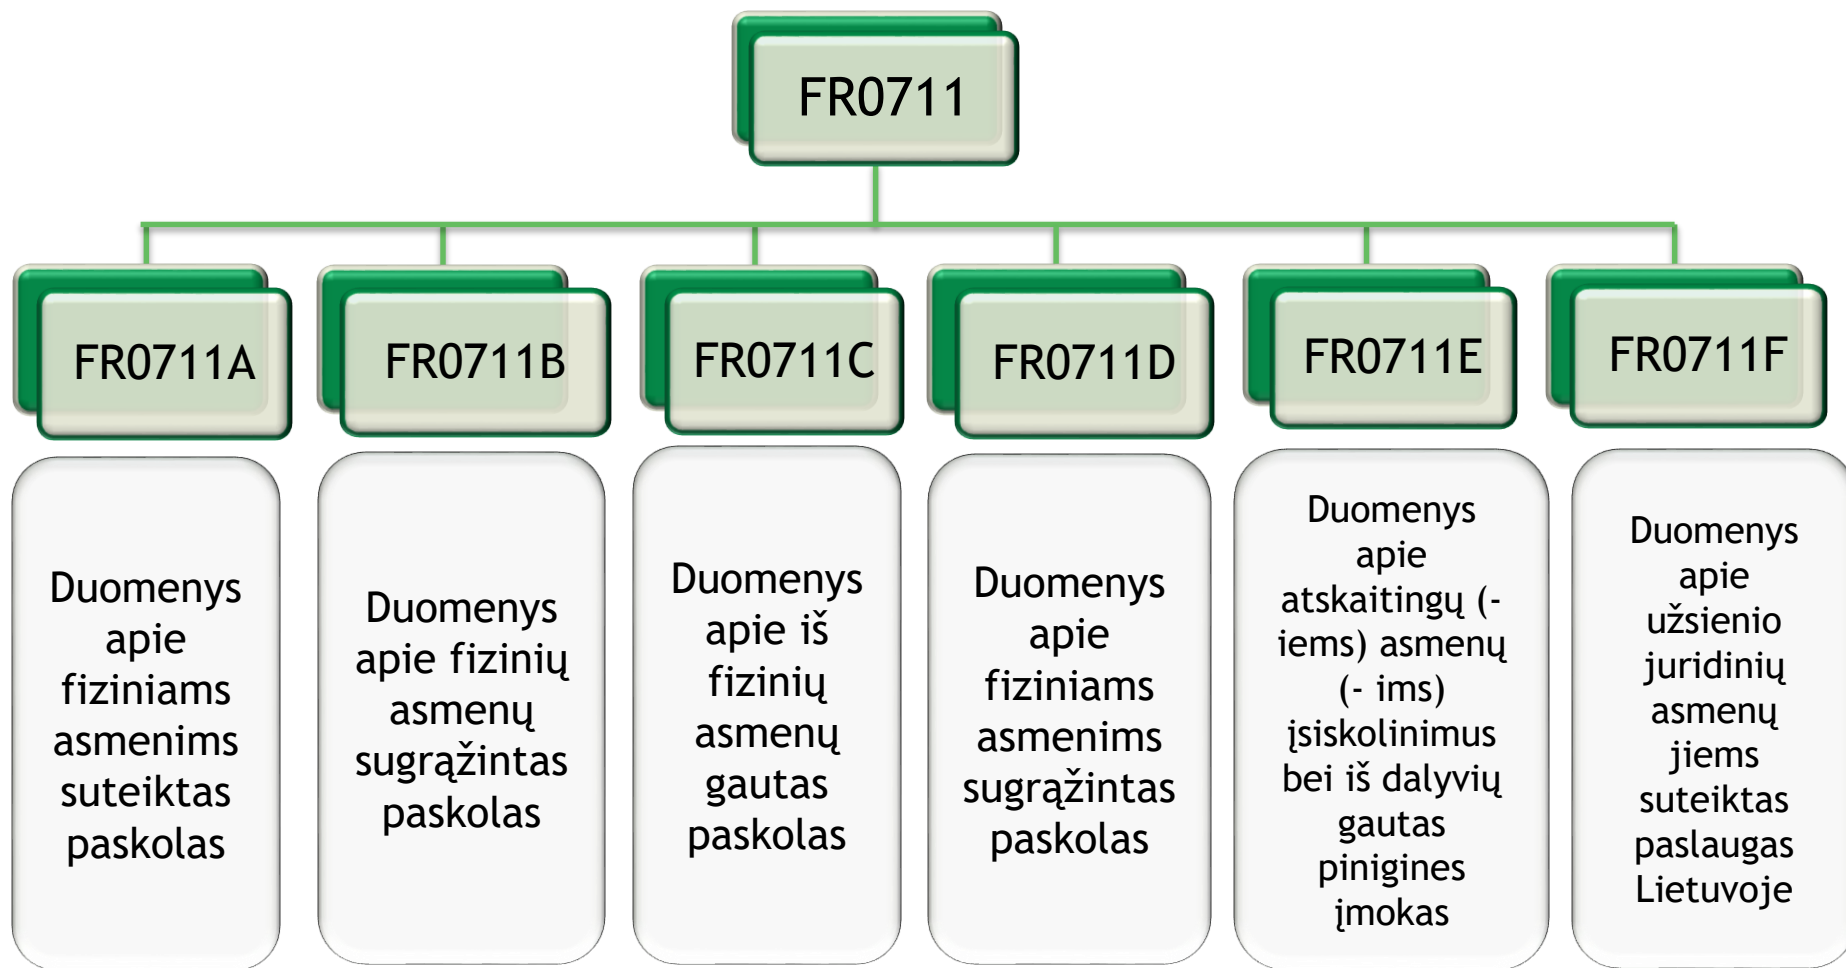 FR0711
FR0711A
FR0711B
FR0711C
FR0711D
FR0711E
FR0711F
Duomenys
apie
fiziniams
asmenims
suteiktas
paskolas
Duomenys
apie fizinių
asmenų
sugrąžintas
paskolas
Duomenys
apie iš
fizinių
asmenų
gautas
paskolas
Duomenys
apie
fiziniams
asmenims
sugrąžintas
paskolas
Duomenys
apie
atskaitingų (-
iems) asmenų
(- ims)
įsiskolinimus
bei iš dalyvių
gautas
pinigines
įmokas
Duomenys
apie
užsienio
juridinių
asmenų
jiems
suteiktas
paslaugas
Lietuvoje